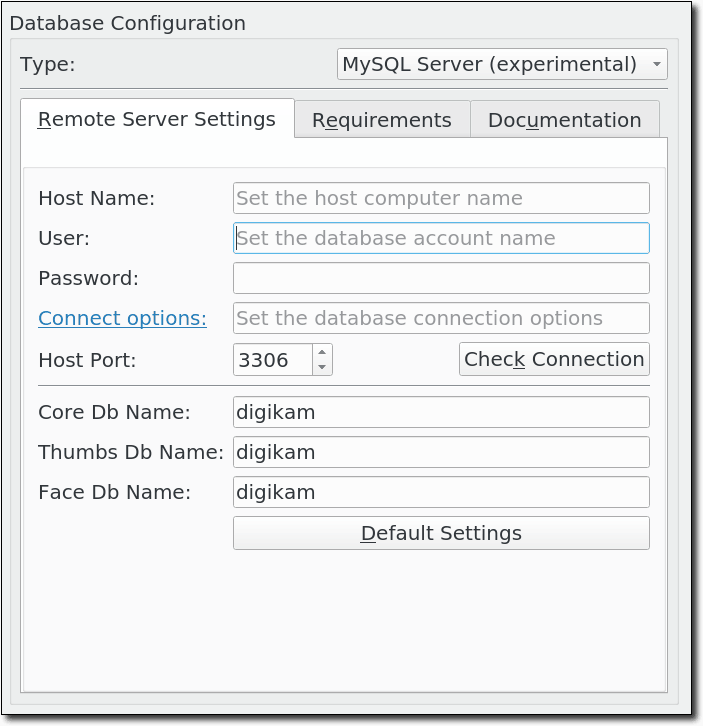 Database Configuration
Type: MySQL Server (experimental)
Remote Server Settings Requirements Documentation
Host Name: Set the host computer name
User: Set the database account name
Password:
Connect options: Set the database connection options
Host Port: 3306 Check Connection
Core Db Name: digikam
Thumbs Db Name: digikam
Face Db Name: digikam
Default Settings